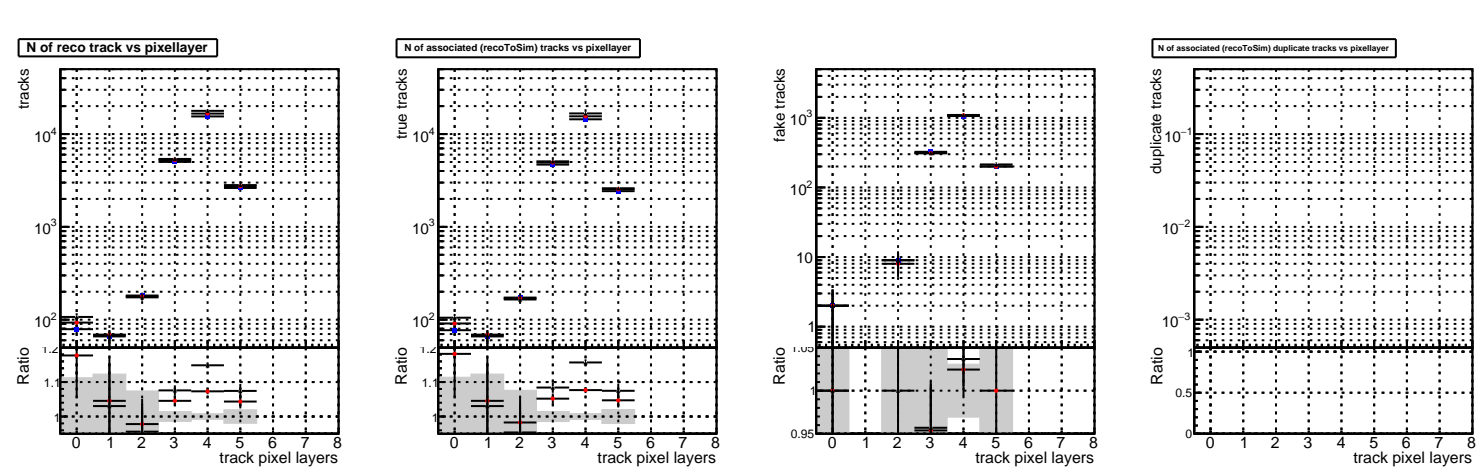 N of reco track vs pixellayer
tracks
10^4
10^3
10^2
Ratio
1.2
1.1
1
0 1 2 3 4 5 6 7 8
track pixel layers
N of associated (recoToSim) tracks vs pixellayer
true tracks
10^4
10^3
10^2
Ratio
1.2
1.1
1
0 1 2 3 4 5 6 7 8
track pixel layers
fake tracks
10^3
10^2
10
1
Ratio
1.05
1
0.95
0 1 2 3 4 5 6 7 8
track pixel layers
N of associated (recoToSim) duplicate tracks vs pixellayer
duplicate tracks
10^−1
10^−2
10^−3
Ratio
1
0.5
0
0 1 2 3 4 5 6 7 8
track pixel layers